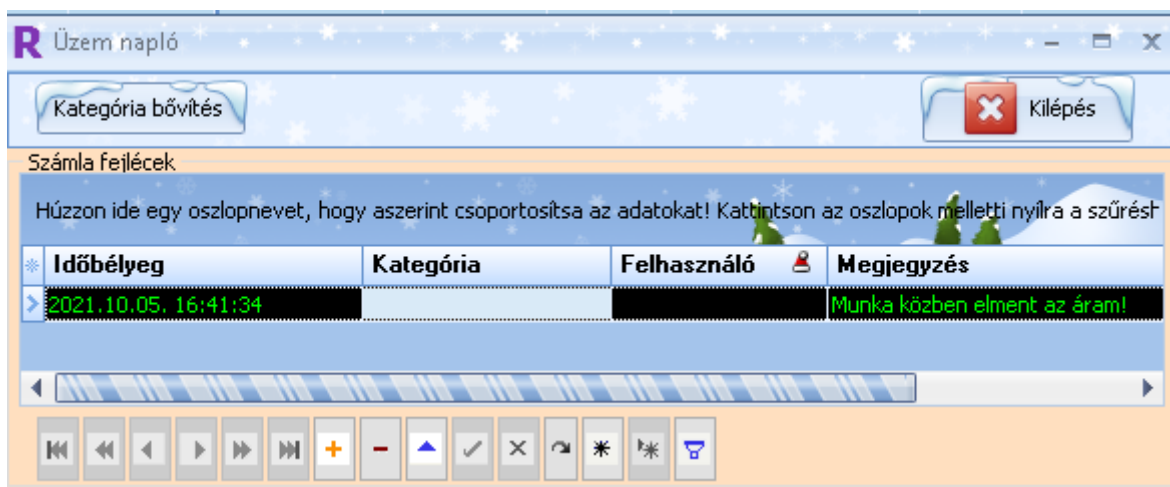 R Üzem napló
Kategória bővítés
Kilépés
Számla fejlécek
Húzzon ide egy oszlopnevet, hogy aszerint csoportosítsa az adatokat! Kattintson az oszlopok melletti nyílra a szűrésh
Időbélyeg Kategória Felhasználó Megjegyzés
2021.10.05. 16:41:34 Munka közben elment az áram!